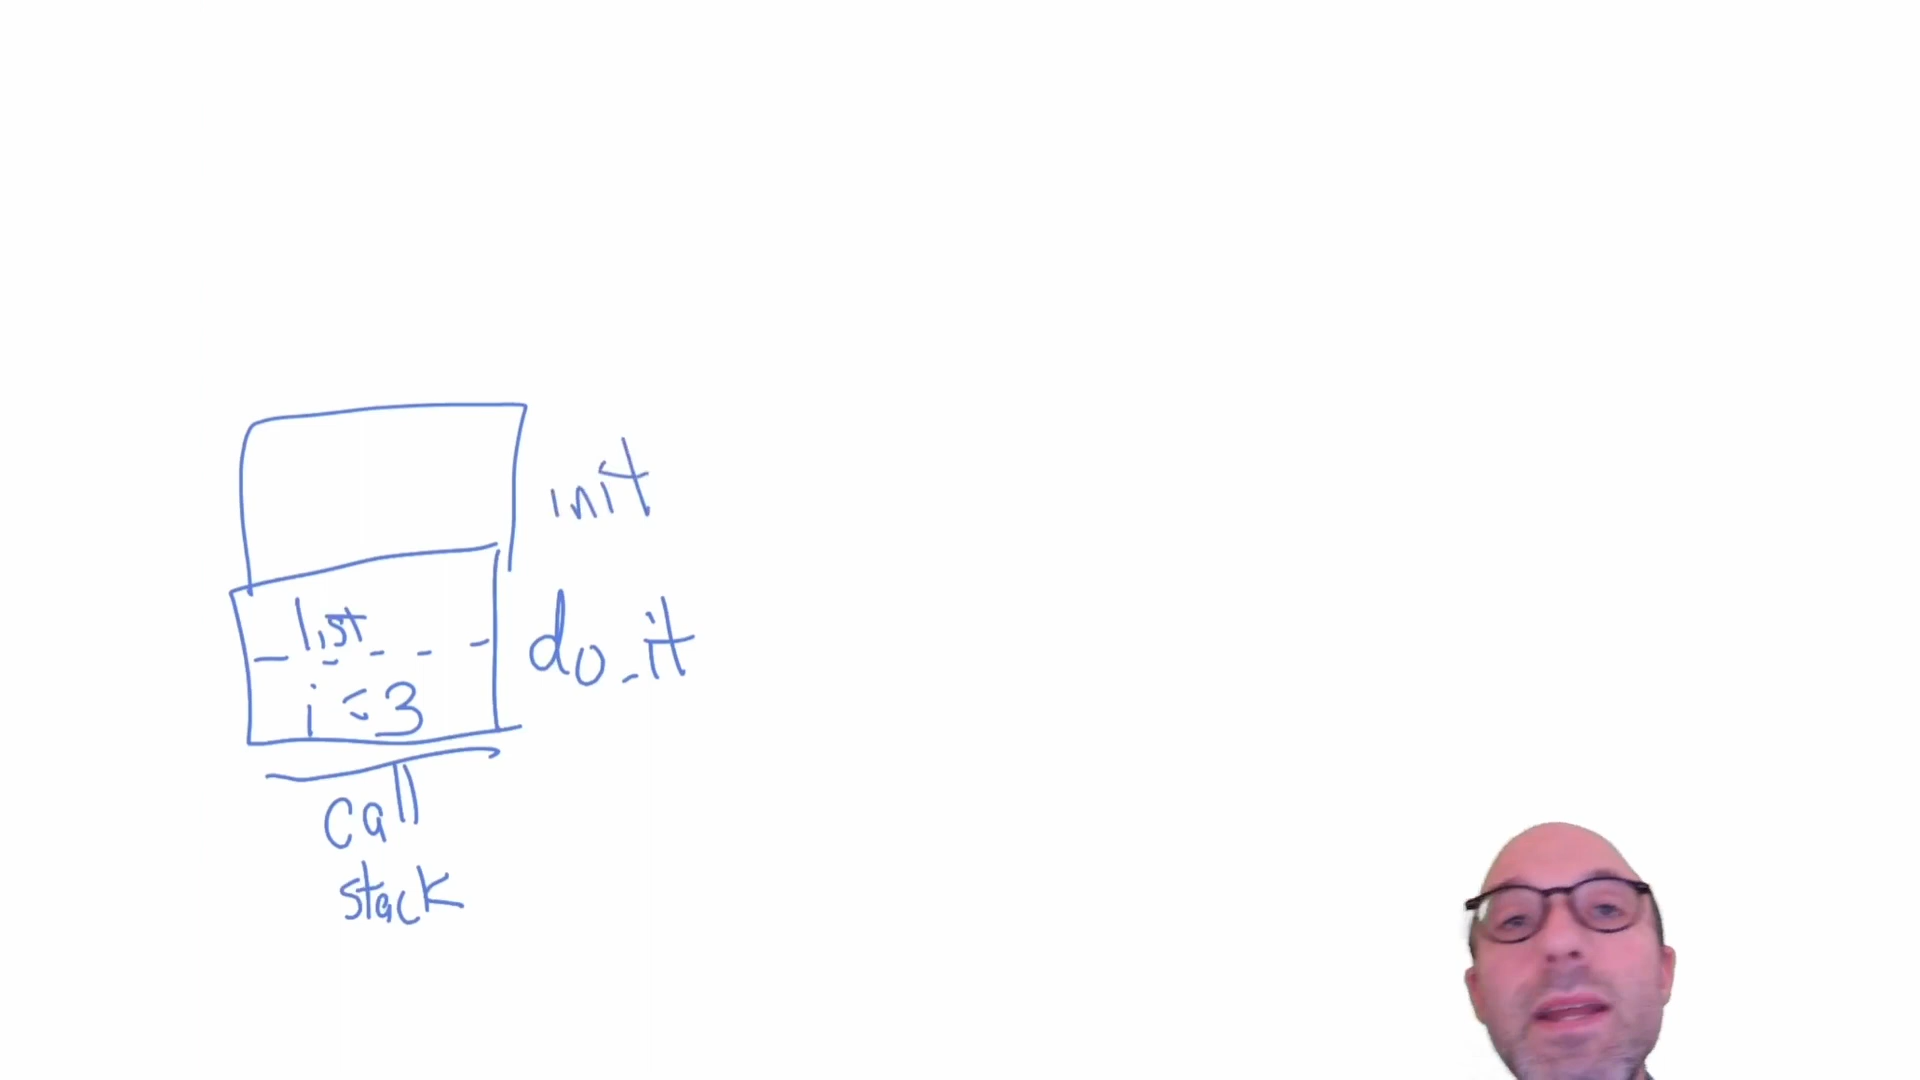 init
list
do_it
i = 3
call
stack